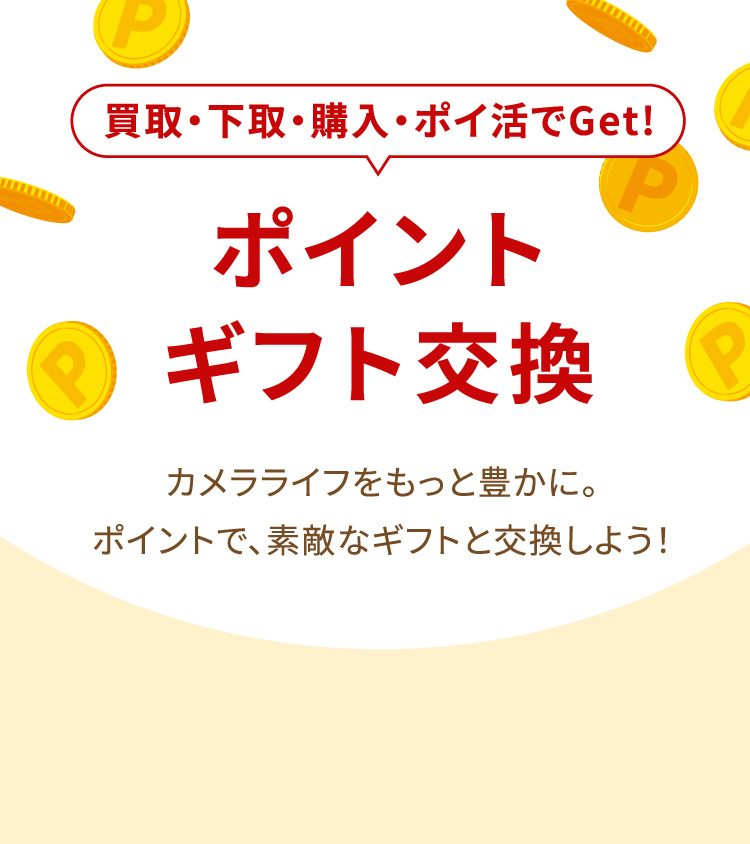 買取・下取・購入・ポイ活でGet!
ポイント
ギフト交換
カメラライフをもっと豊かに。
ポイントで、素敵なギフトと交換しよう!
P
P
P
P
P